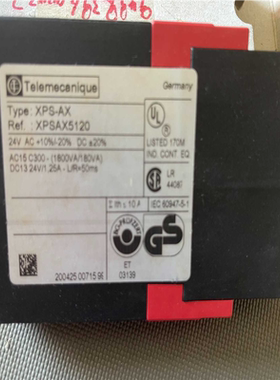 Telemecanique
Germany
Type: XPS-AX
Ref. : XPSAX5120
24V AC +10%/-20% DC ±20%
AC15 C300 - (1800VA/180VA)
DC13 24V/1.25A - L/R=50ms
UL
LISTED 170M
IND. CONT. EQ
LR
44087
Σ Ith ≤ 10 A
IEC 60947-5-1
GS
ET
03139
200425 00715 96